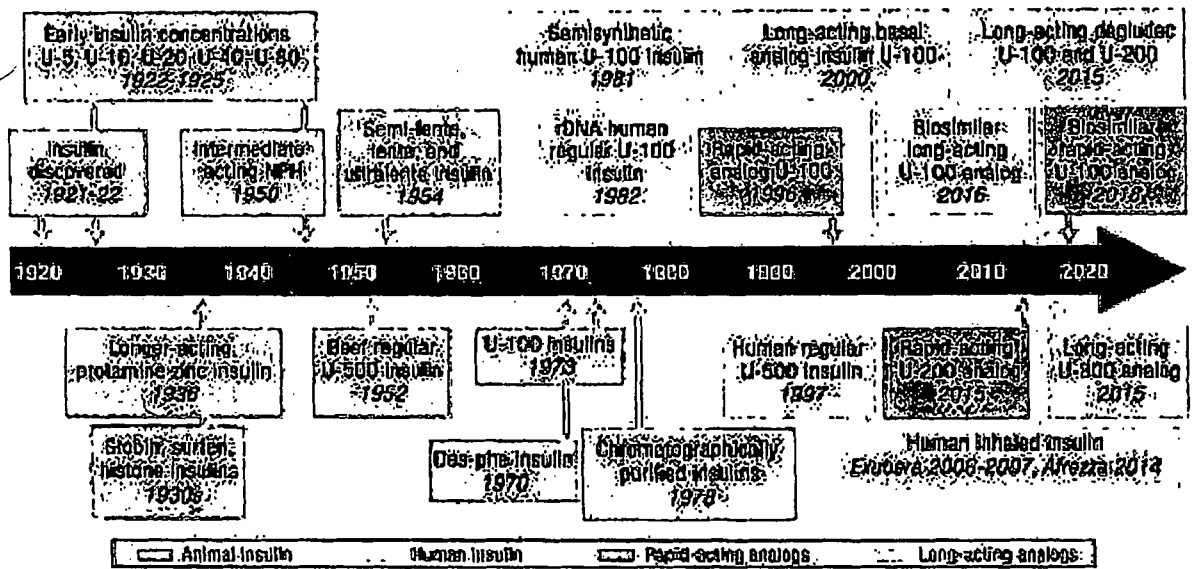 Early insulin concentrations
U-5, U-10, U-20, U-40, U-80
1922-1925
Semisynthetic
human U-100 insulin
1981
Long-acting basal
analog insulin U-100
2000
Long-acting degludec
U-100 and U-200
2015
Insulin
discovered
1921-22
Intermediate
acting NPH
1950
Semi-lente,
lente, and
ultralente insulin
1954
rDNA human
regular U-100
insulin
1982
Rapid-acting
analog U-100
1996
Biosimilar
long-acting
U-100 analog
2016
Biosimilar
rapid-acting
U-100 analog
2018
1920 1930 1940 1950 1960 1970 1980 1990 2000 2010 2020
Longer-acting
protamine zinc insulin
1936
Beef regular
U-500 insulin
1952
U-100 insulins
1973
Human regular
U-500 insulin
1997
Rapid-acting
U-200 analog
2015
Long-acting
U-300 analog
2015
Globin, surfen,
histone insulins
1930s
Des-phe insulin
1970
Chromatographically
purified insulins
1978
Human inhaled insulin
Exubera 2006-2007, Afrezza 2014
Animal insulin
Human insulin
Rapid-acting analogs
Long-acting analogs